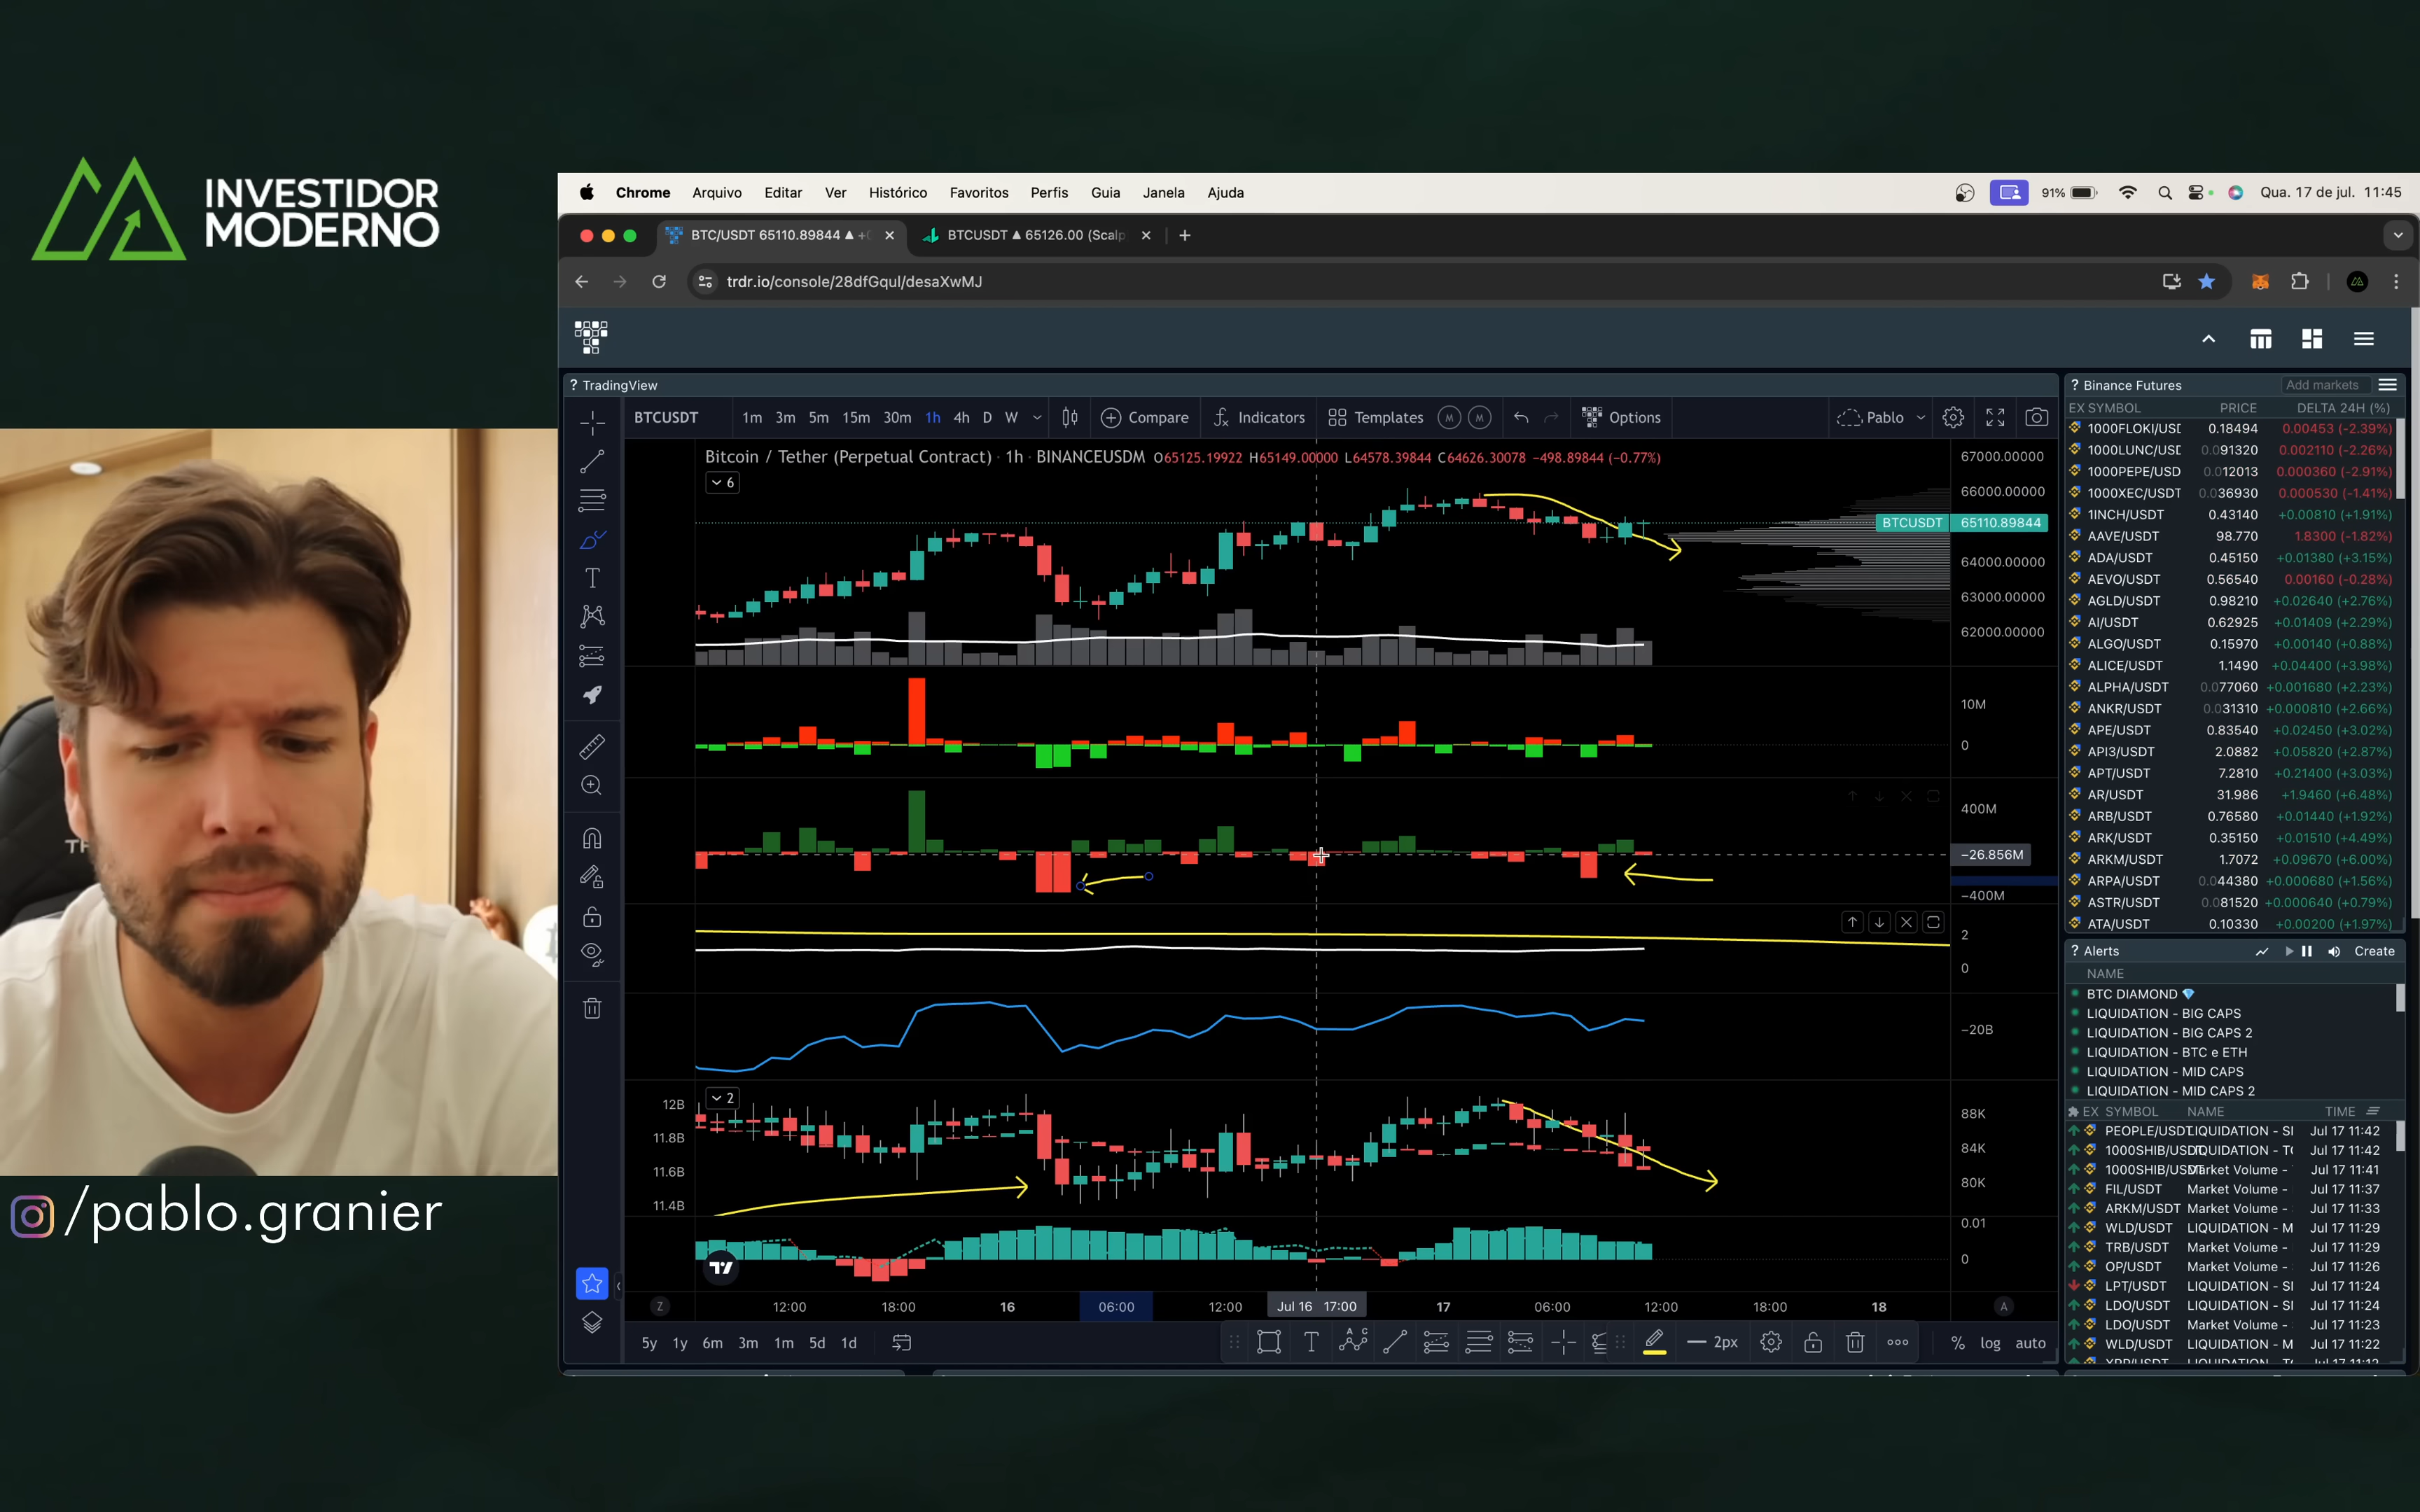 INVESTIDOR
MODERNO
/pablo.granier
Chrome Arquivo Editar Ver Histórico Favoritos Perfis Guia Janela Ajuda
91% Qua. 17 de jul. 11:45
BTC/USDT 65110.89844 ▲
BTCUSDT ▲ 65126.00 (Scalp
trdr.io/console/28dfGqul/desaXwMJ
? TradingView
BTCUSDT 1m 3m 5m 15m 30m 1h 4h D W Compare Indicators Templates M M Options Pablo
Bitcoin / Tether (Perpetual Contract) · 1h · BINANCEUSDM O65125.19922 H65149.00000 L64578.39844 C64626.30078 −498.89844 (−0.77%)
6
67000.00000
66000.00000
BTCUSDT 65110.89844
64000.00000
63000.00000
62000.00000
10M
0
400M
−26.856M
−400M
2
0
−20B
2
12B
11.8B
11.6B
11.4B
88K
84K
80K
0.01
0
Z 12:00 18:00 16 06:00 12:00 Jul 16 17:00 17 06:00 12:00 18:00 18 A
5y 1y 6m 3m 1m 5d 1d
2px
% log auto
? Binance Futures Add markets
EX SYMBOL PRICE DELTA 24H (%)
1000FLOKI/USD 0.18494 0.00453 (-2.39%)
1000LUNC/USD 0.091320 0.002110 (-2.26%)
1000PEPE/USD 0.012013 0.000360 (-2.91%)
1000XEC/USDT 0.036930 0.000530 (-1.41%)
1INCH/USDT 0.43140 +0.00810 (+1.91%)
AAVE/USDT 98.770 1.8300 (-1.82%)
ADA/USDT 0.45150 +0.01380 (+3.15%)
AEVO/USDT 0.56540 0.00160 (-0.28%)
AGLD/USDT 0.98210 +0.02640 (+2.76%)
AI/USDT 0.62925 +0.01409 (+2.29%)
ALGO/USDT 0.15970 +0.00140 (+0.88%)
ALICE/USDT 1.1490 +0.04400 (+3.98%)
ALPHA/USDT 0.077060 +0.001680 (+2.23%)
ANKR/USDT 0.031310 +0.000810 (+2.66%)
APE/USDT 0.83540 +0.02450 (+3.02%)
API3/USDT 2.0882 +0.05820 (+2.87%)
APT/USDT 7.2810 +0.21400 (+3.03%)
AR/USDT 31.986 +1.9460 (+6.48%)
ARB/USDT 0.76580 +0.01440 (+1.92%)
ARK/USDT 0.35150 +0.01510 (+4.49%)
ARKM/USDT 1.7072 +0.09670 (+6.00%)
ARPA/USDT 0.044380 +0.000680 (+1.56%)
ASTR/USDT 0.081520 +0.000640 (+0.79%)
ATA/USDT 0.10330 +0.00200 (+1.97%)
? Alerts Create
NAME
BTC DIAMOND 💎
LIQUIDATION - BIG CAPS
LIQUIDATION - BIG CAPS 2
LIQUIDATION - BTC e ETH
LIQUIDATION - MID CAPS
LIQUIDATION - MID CAPS 2
EX SYMBOL NAME TIME
PEOPLE/USDT LIQUIDATION - SI Jul 17 11:42
1000SHIB/USDT LIQUIDATION - TO Jul 17 11:42
1000SHIB/USDT Market Volume - Jul 17 11:41
FIL/USDT Market Volume - Jul 17 11:37
ARKM/USDT Market Volume - Jul 17 11:33
WLD/USDT LIQUIDATION - M Jul 17 11:29
TRB/USDT Market Volume - Jul 17 11:29
OP/USDT Market Volume - Jul 17 11:26
LPT/USDT LIQUIDATION - SI Jul 17 11:24
LDO/USDT LIQUIDATION - SI Jul 17 11:24
LDO/USDT Market Volume - Jul 17 11:23
WLD/USDT LIQUIDATION - M Jul 17 11:22